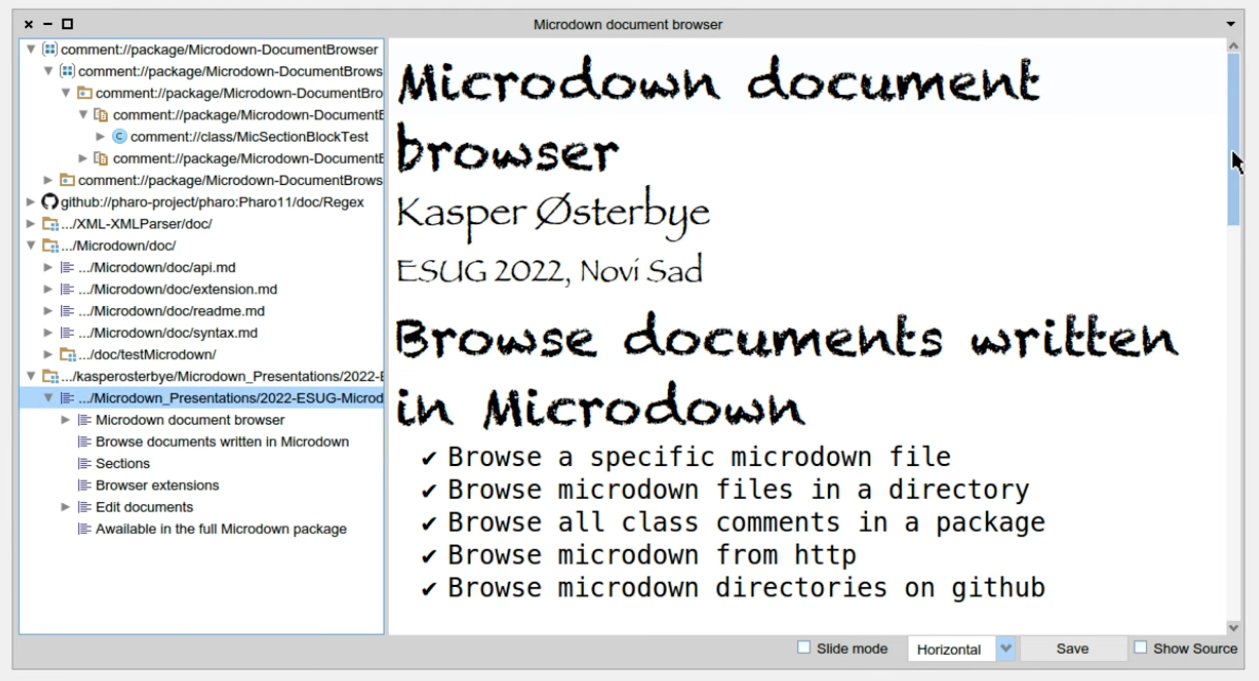 Microdown document browser
comment://package/Microdown-DocumentBrowser
comment://package/Microdown-DocumentBrows
comment://package/Microdown-DocumentBro
comment://package/Microdown-DocumentB
comment://class/MicSectionBlockTest
comment://package/Microdown-DocumentB
comment://package/Microdown-DocumentBrows
github://pharo-project/pharo:Pharo11/doc/Regex
.../XML-XMLParser/doc/
.../Microdown/doc/
.../Microdown/doc/api.md
.../Microdown/doc/extension.md
.../Microdown/doc/readme.md
.../Microdown/doc/syntax.md
.../doc/testMicrodown/
.../kasperosterbye/Microdown_Presentations/2022-E
.../Microdown_Presentations/2022-ESUG-Microd
Microdown document browser
Browse documents written in Microdown
Sections
Browser extensions
Edit documents
Awailable in the full Microdown package
Microdown document
browser
Kasper Østerbye
ESUG 2022, Novi Sad
Browse documents written
in Microdown
✔ Browse a specific microdown file
✔ Browse microdown files in a directory
✔ Browse all class comments in a package
✔ Browse microdown from http
✔ Browse microdown directories on github
Slide mode
Horizontal
Save
Show Source